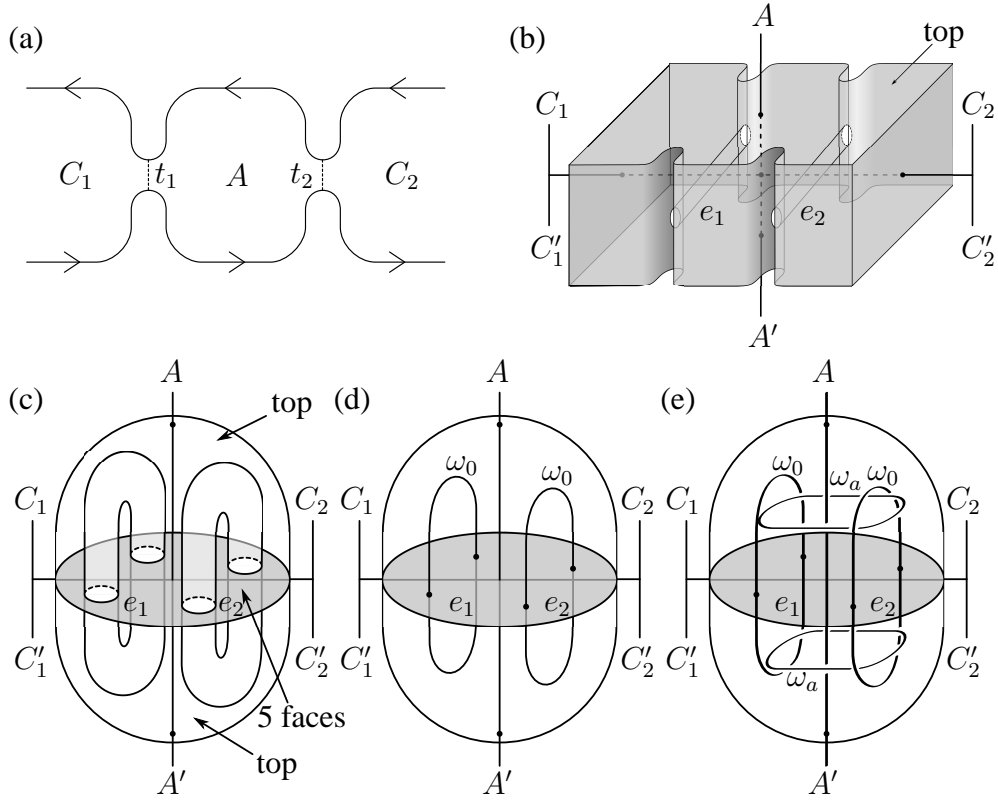 (a)
C₁ t₁ A t₂ C₂
(b)
A
top
C₁ C₂
e₁ e₂
C′₁ C′₂
A′
(c)
A
top
C₁ C₂
e₁ e₂
C′₁ C′₂
5 faces
top
A′
(d)
A
ω₀ ω₀
C₁ C₂
e₁ e₂
C′₁ C′₂
A′
(e)
A
ω₀ ωₐ ω₀
C₁ C₂
e₁ e₂
C′₁ C′₂
ωₐ
A′